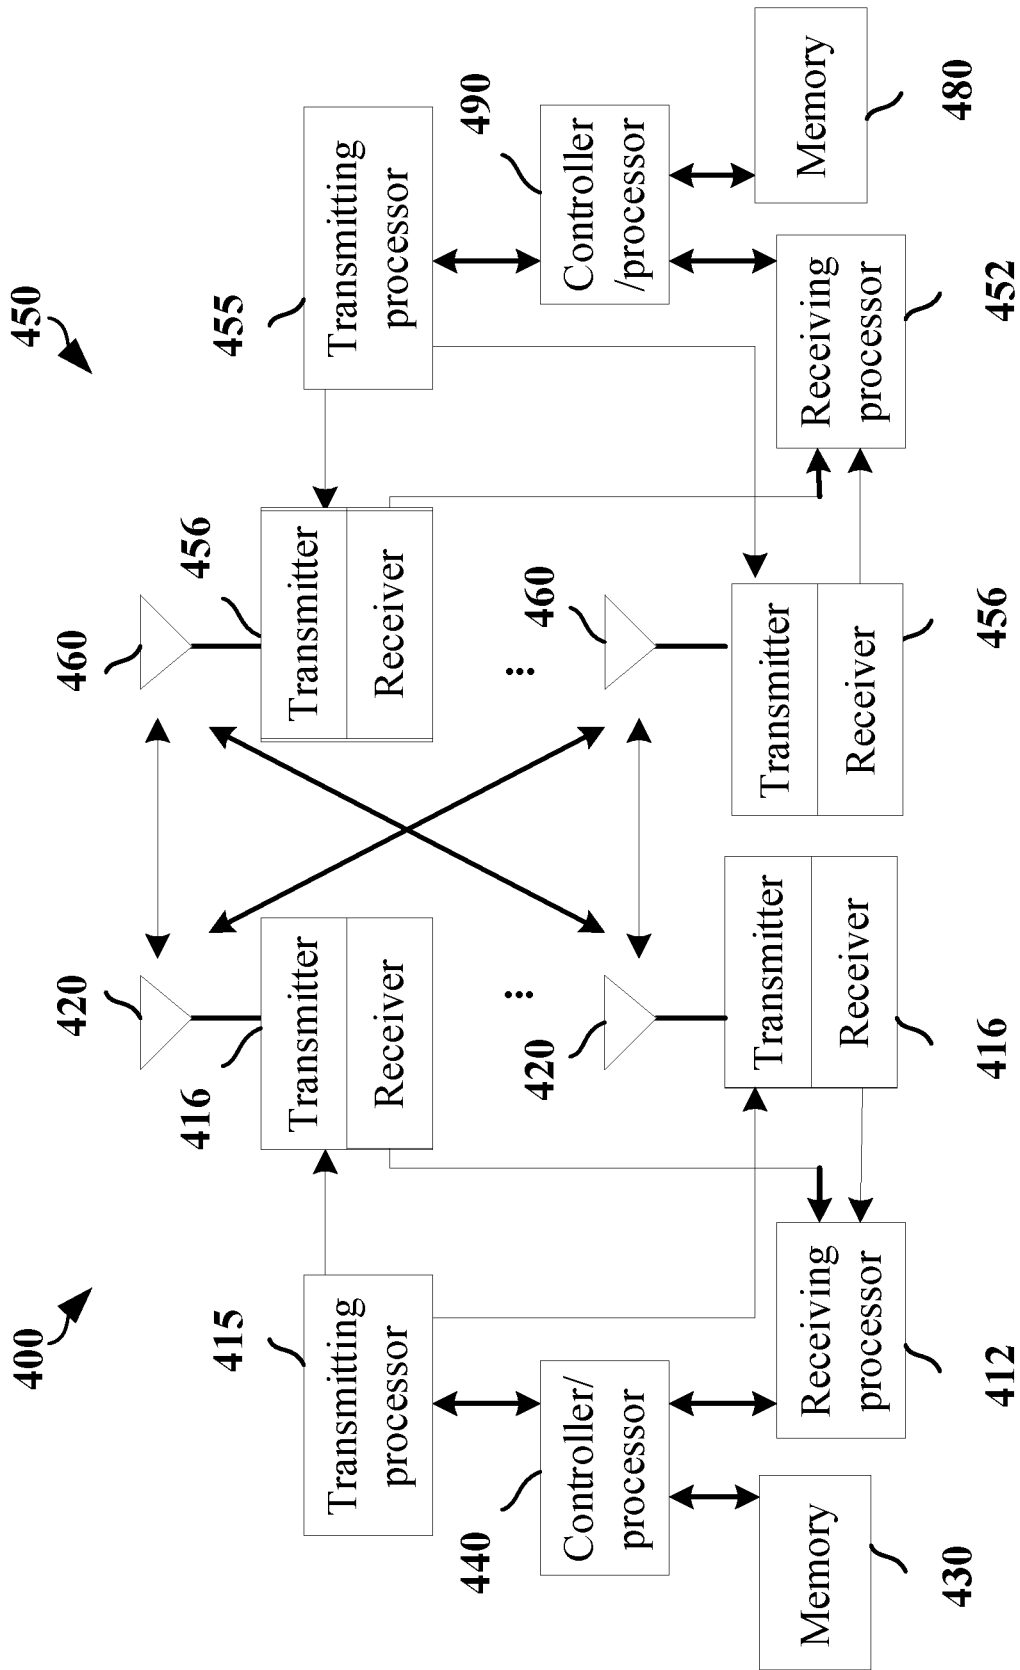 400
450
420
460
415
416
456
455
Transmitting
processor
Transmitter
Receiver
Transmitter
Receiver
Transmitting
processor
440
490
Controller/
processor
...
...
Controller
/processor
420
460
Memory
Receiving
processor
Transmitter
Receiver
Transmitter
Receiver
Receiving
processor
Memory
430
412
416
456
452
480